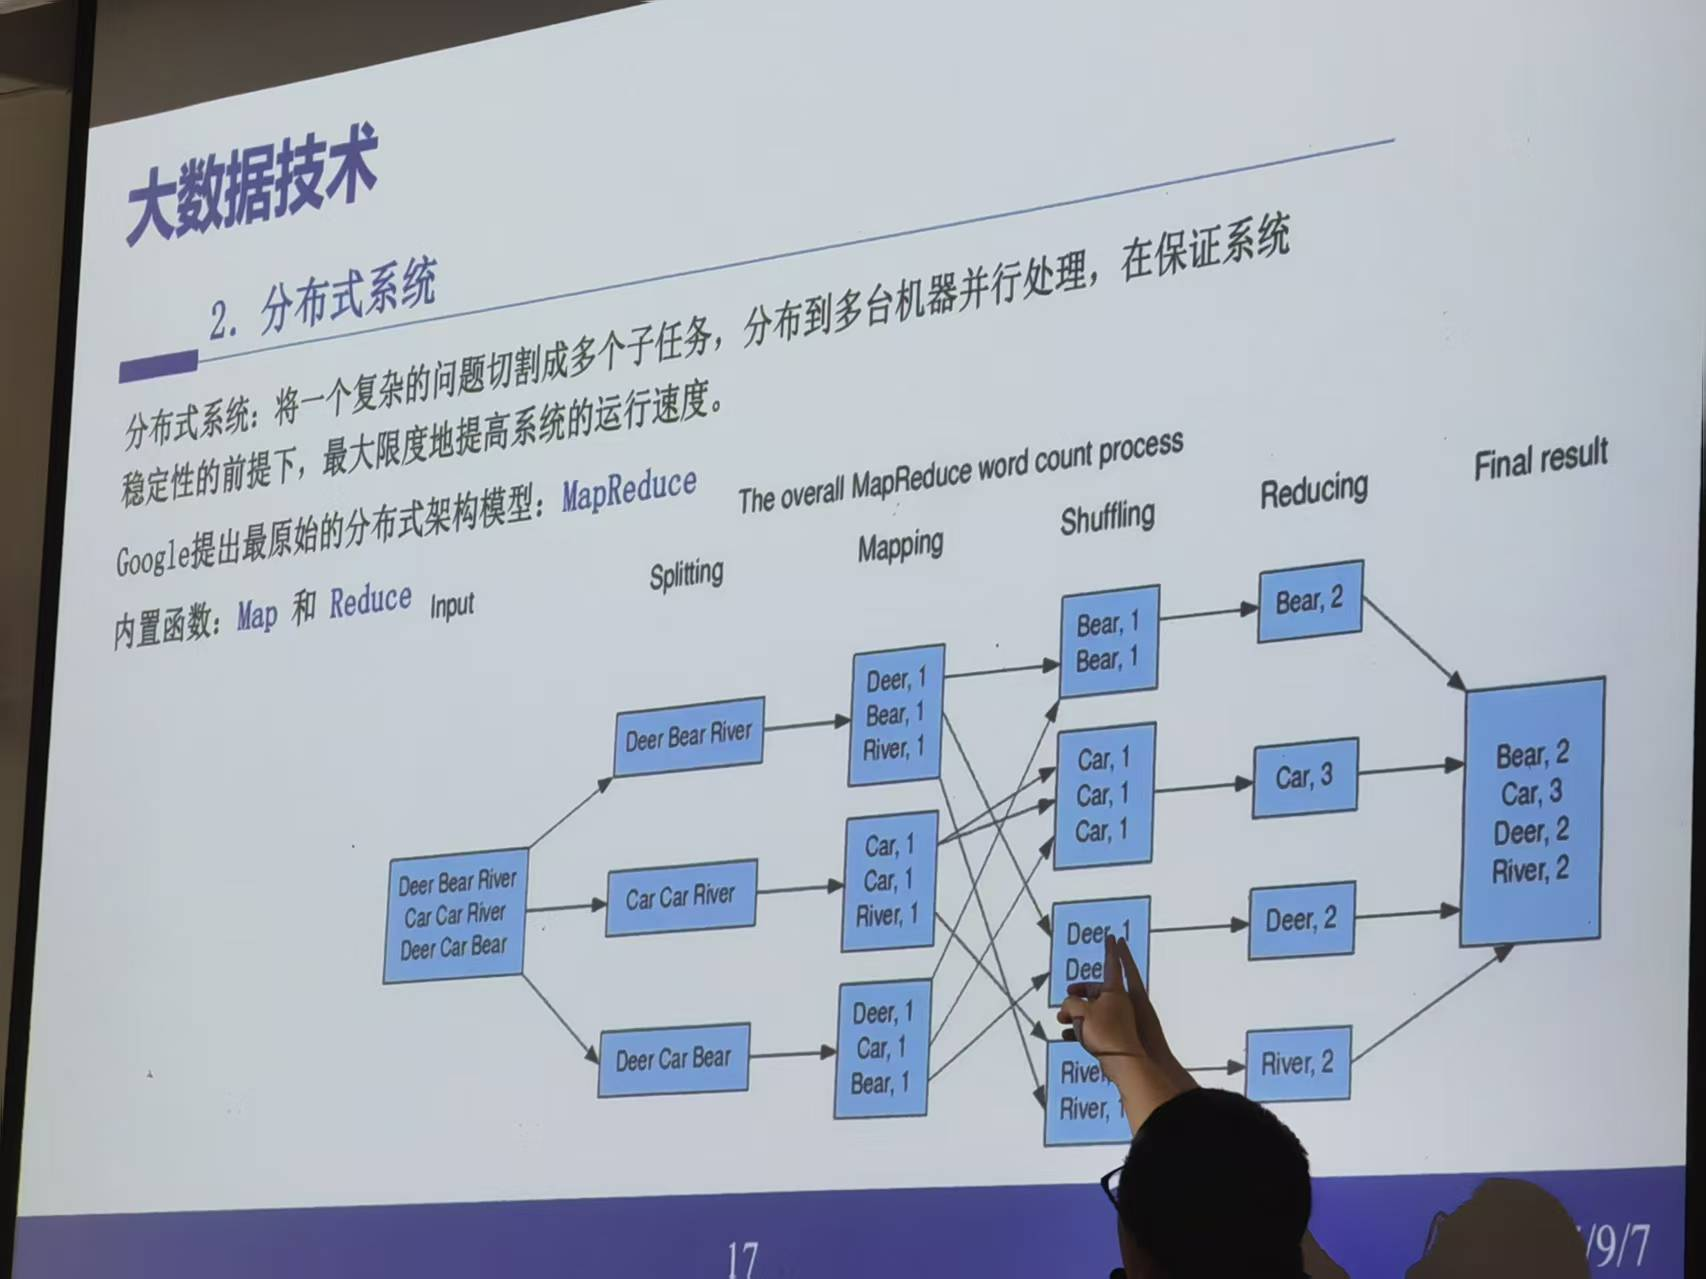 大数据技术
2. 分布式系统
分布式系统：将一个复杂的问题切割成多个子任务，分布到多台机器并行处理，在保证系统
稳定性的前提下，最大限度地提高系统的运行速度。
Google提出最原始的分布式架构模型：MapReduce
内置函数：Map 和 Reduce
The overall MapReduce word count process
Input
Splitting
Mapping
Shuffling
Reducing
Final result
Deer Bear River
Car Car River
Deer Car Bear
Deer Bear River
Car Car River
Deer Car Bear
Deer, 1
Bear, 1
River, 1
Car, 1
Car, 1
River, 1
Deer, 1
Car, 1
Bear, 1
Bear, 1
Bear, 1
Car, 1
Car, 1
Car, 1
Deer, 1
Deer
River,
River, 1
Bear, 2
Car, 3
Deer, 2
River, 2
Bear, 2
Car, 3
Deer, 2
River, 2
17
/9/7